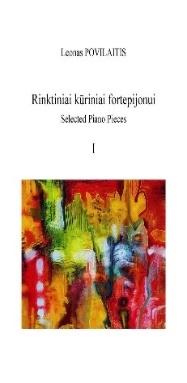 Leonas POVILAITIS
Rinktiniai kūriniai fortepijonui
Selected Piano Pieces
I